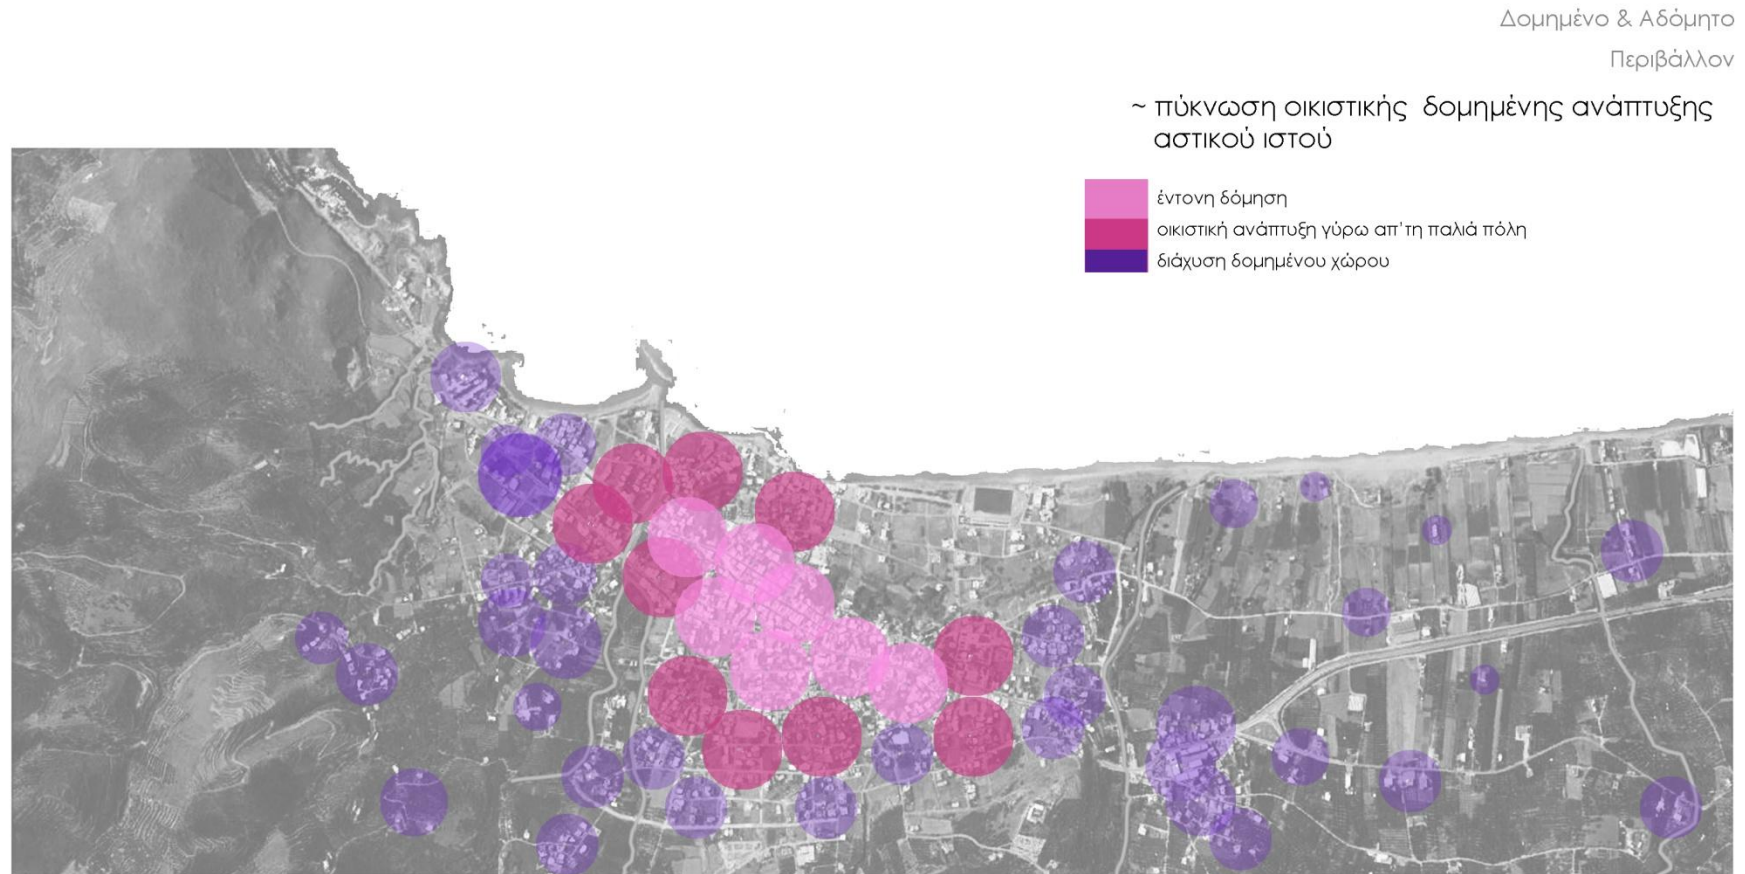 Δομημένο & Αδόμητο
Περιβάλλον
~ πύκνωση οικιστικής δομημένης ανάπτυξης
αστικού ιστού
έντονη δόμηση
οικιστική ανάπτυξη γύρω απ'τη παλιά πόλη
διάχυση δομημένου χώρου